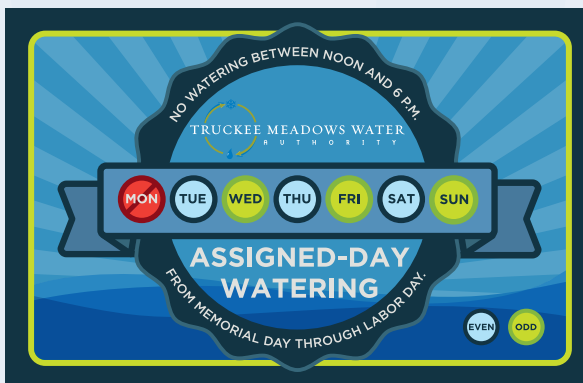 NO WATERING BETWEEN NOON AND 6 P.M.
TRUCKEE MEADOWS WATER
AUTHORITY
MON TUE WED THU FRI SAT SUN
ASSIGNED-DAY
WATERING
FROM MEMORIAL DAY THROUGH LABOR DAY.
EVEN ODD